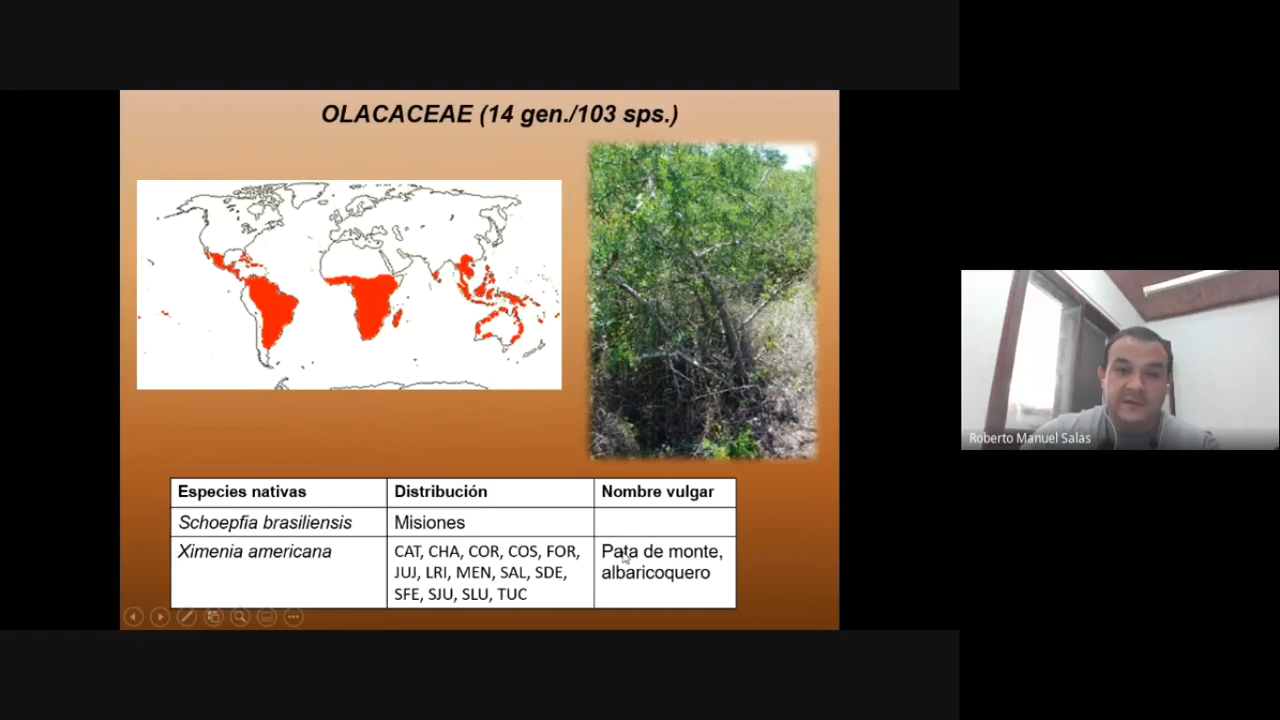 OLACACEAE (14 gen./103 sps.)
Especies nativas Distribución Nombre vulgar
Schoepfia brasiliensis Misiones
Ximenia americana CAT, CHA, COR, COS, FOR, Pata de monte,
JUJ, LRI, MEN, SAL, SDE, albaricoquero
SFE, SJU, SLU, TUC
Roberto Manuel Salas